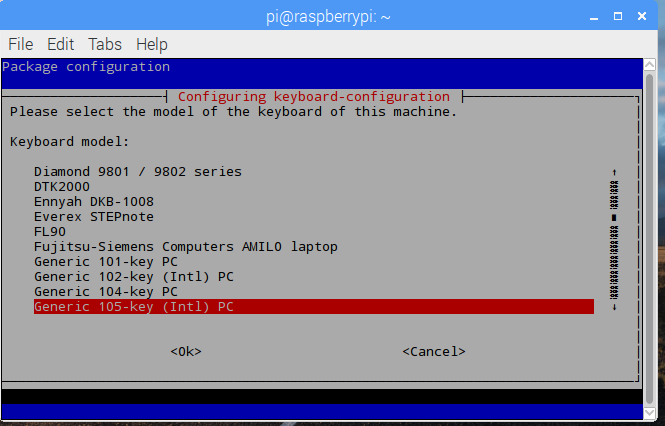 pi@raspberrypi: ~
File Edit Tabs Help
Package configuration
Configuring keyboard-configuration
Please select the model of the keyboard of this machine.
Keyboard model:
Diamond 9801 / 9802 series
DTK2000
Ennyah DKB-1008
Everex STEPnote
FL90
Fujitsu-Siemens Computers AMILO laptop
Generic 101-key PC
Generic 102-key (Intl) PC
Generic 104-key PC
Generic 105-key (Intl) PC
<Ok> <Cancel>